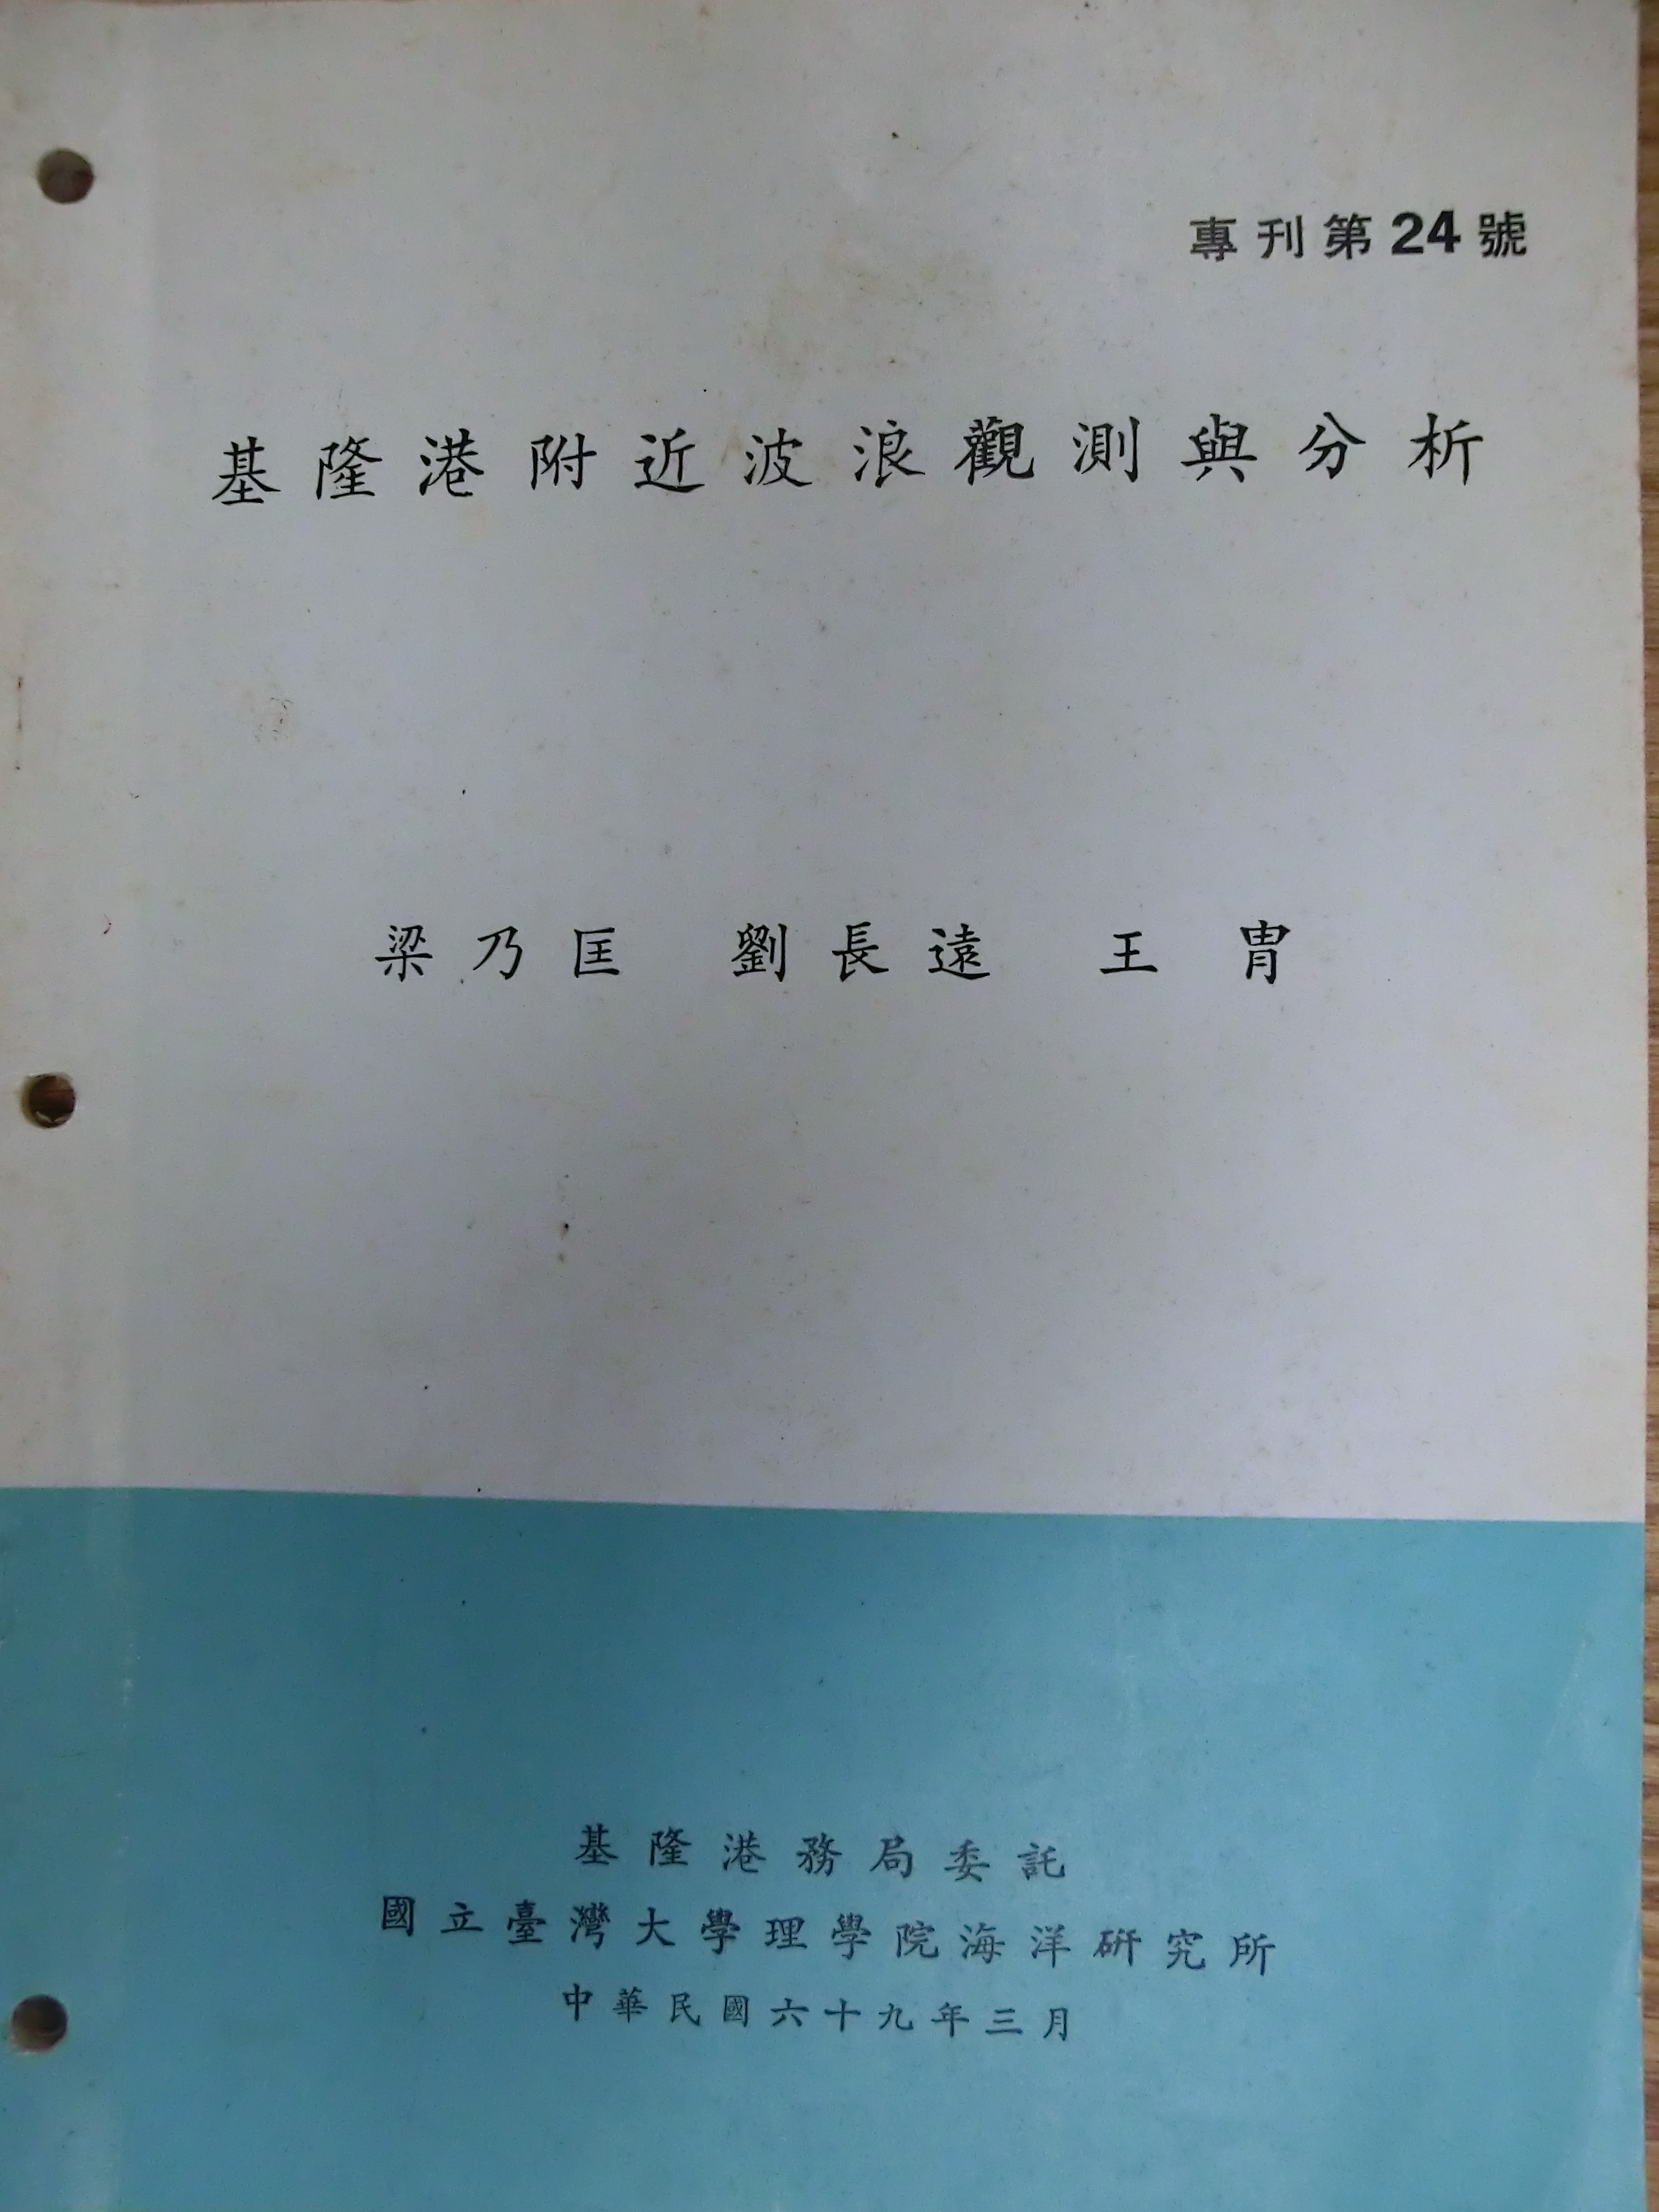 專刊第24號
基隆港附近波浪觀測與分析
梁乃匡 劉長遠 王冑
基隆港務局委託
國立臺灣大學理學院海洋研究所
中華民國六十九年三月